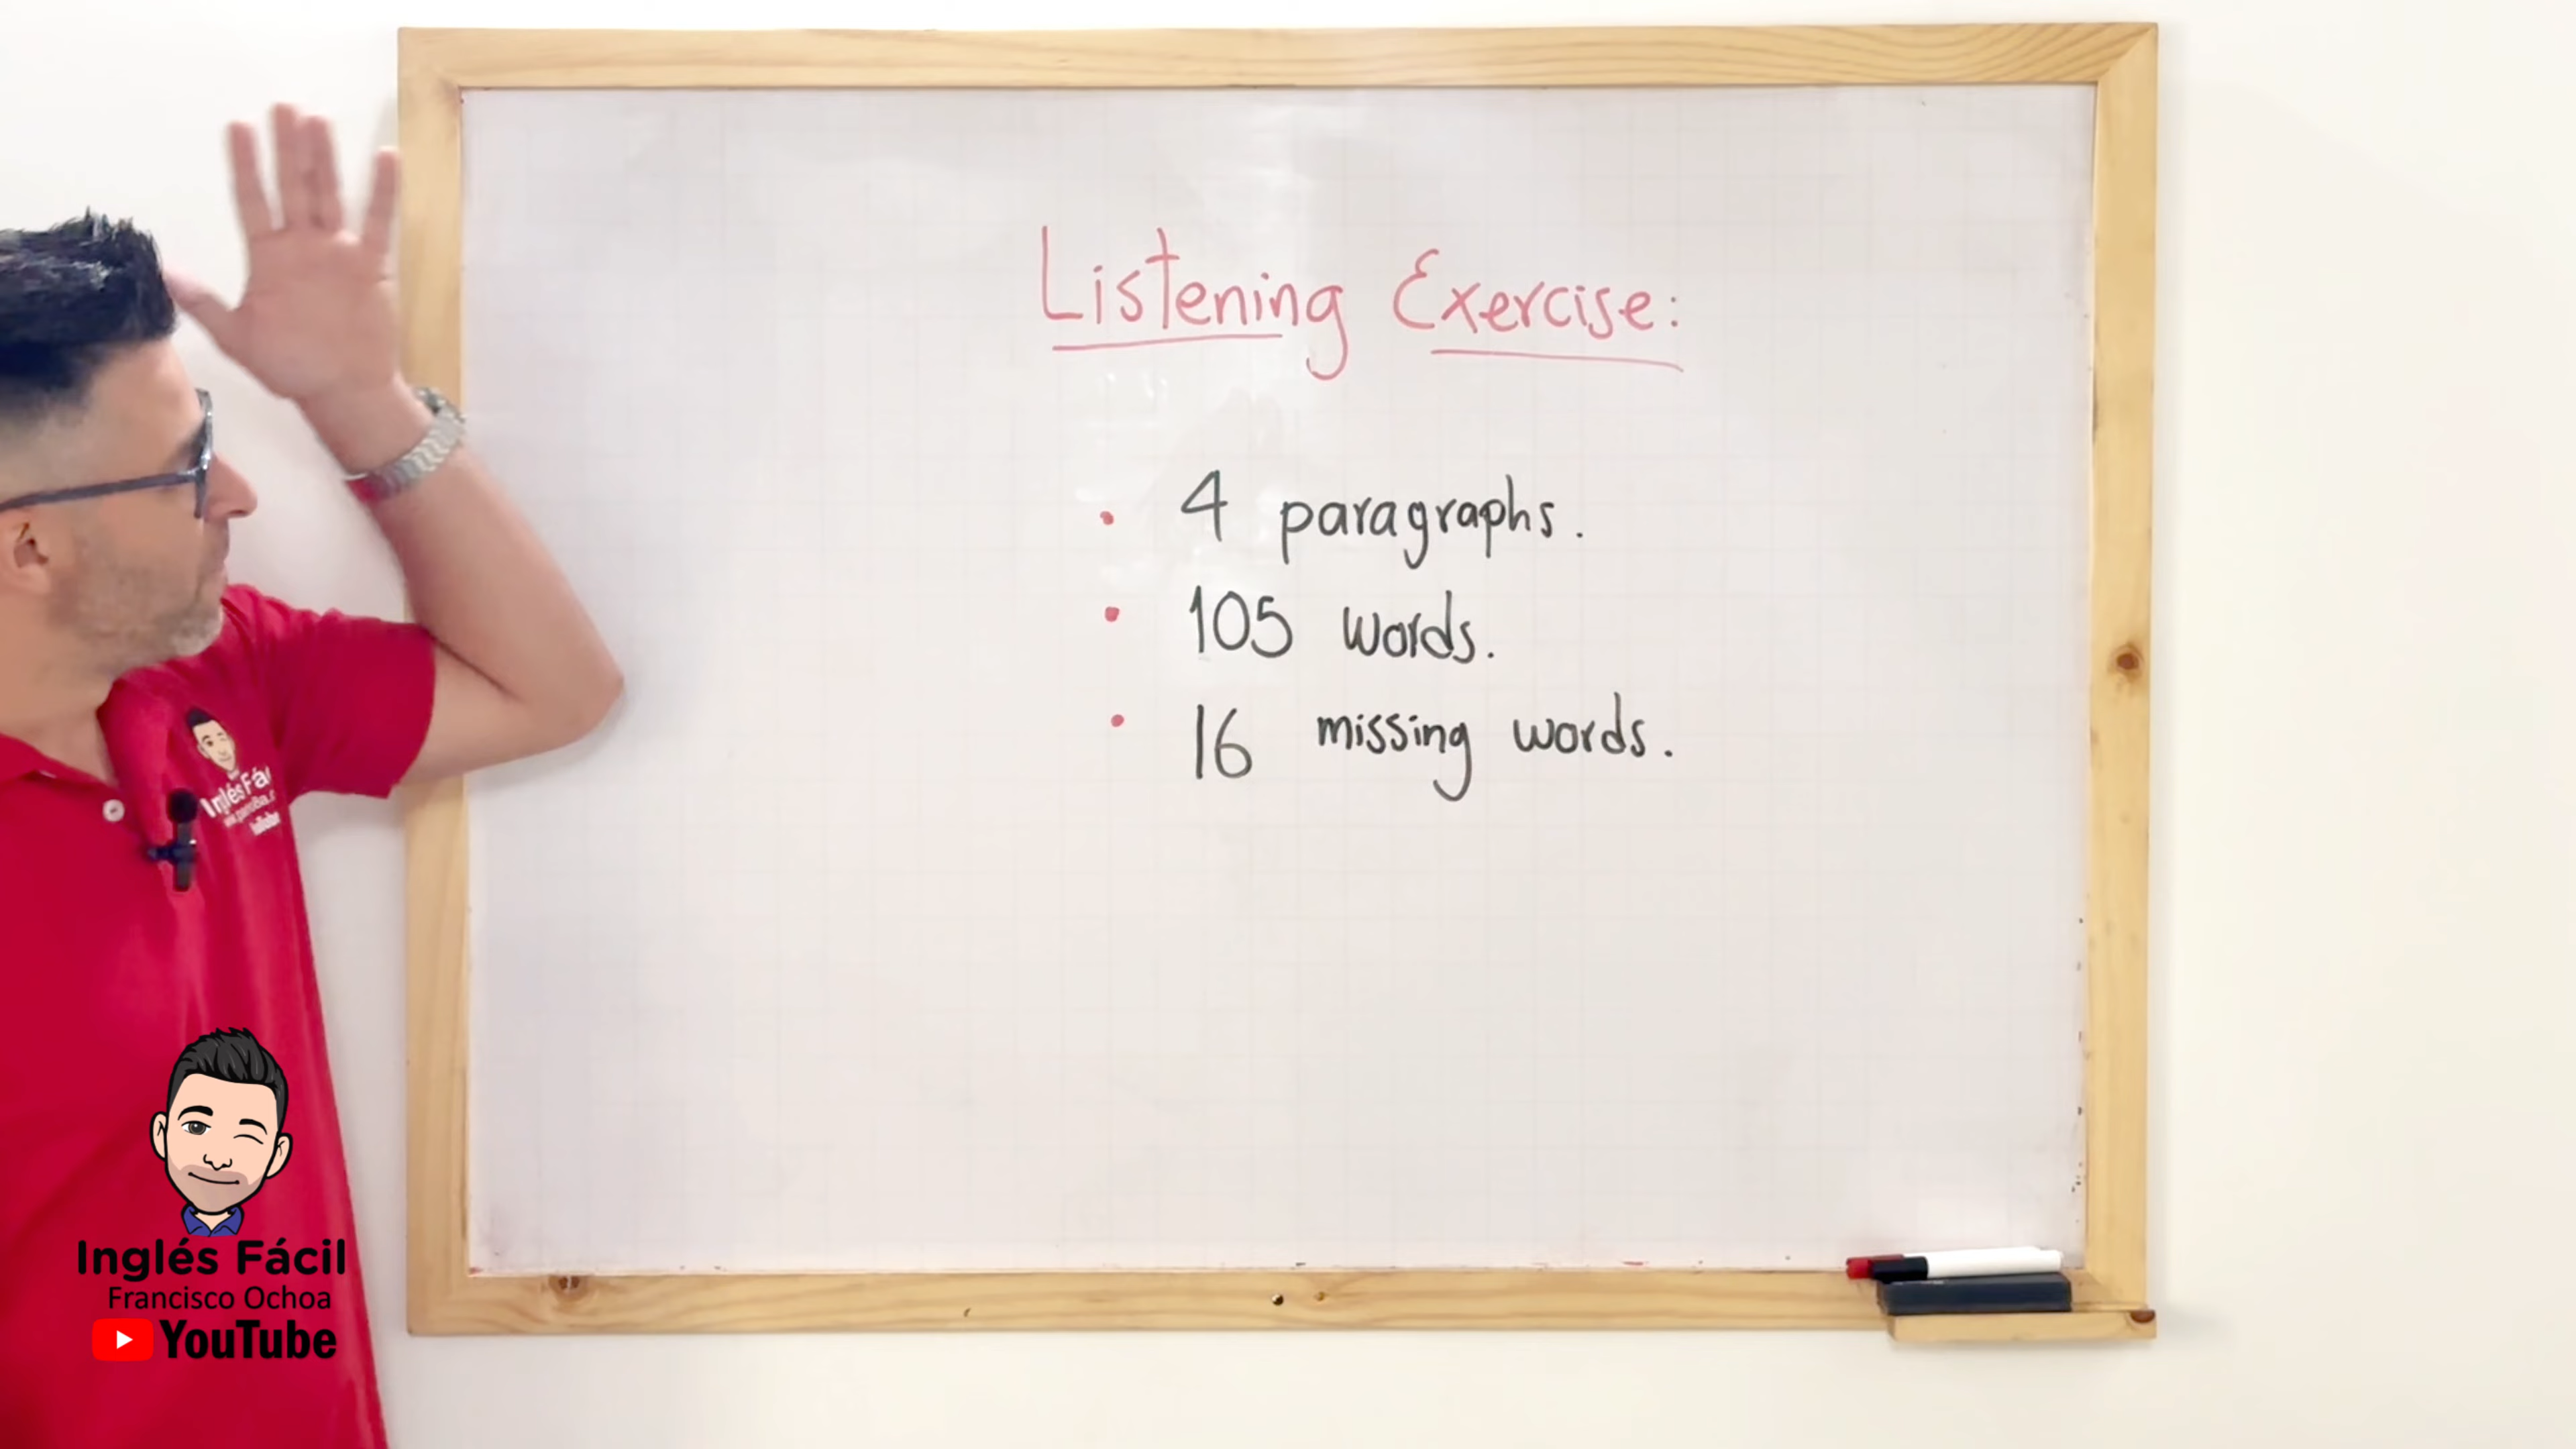 Listening Exercise:
• 4 paragraphs.
• 105 words.
• 16 missing words.
Inglés Fácil
Francisco Ochoa
YouTube